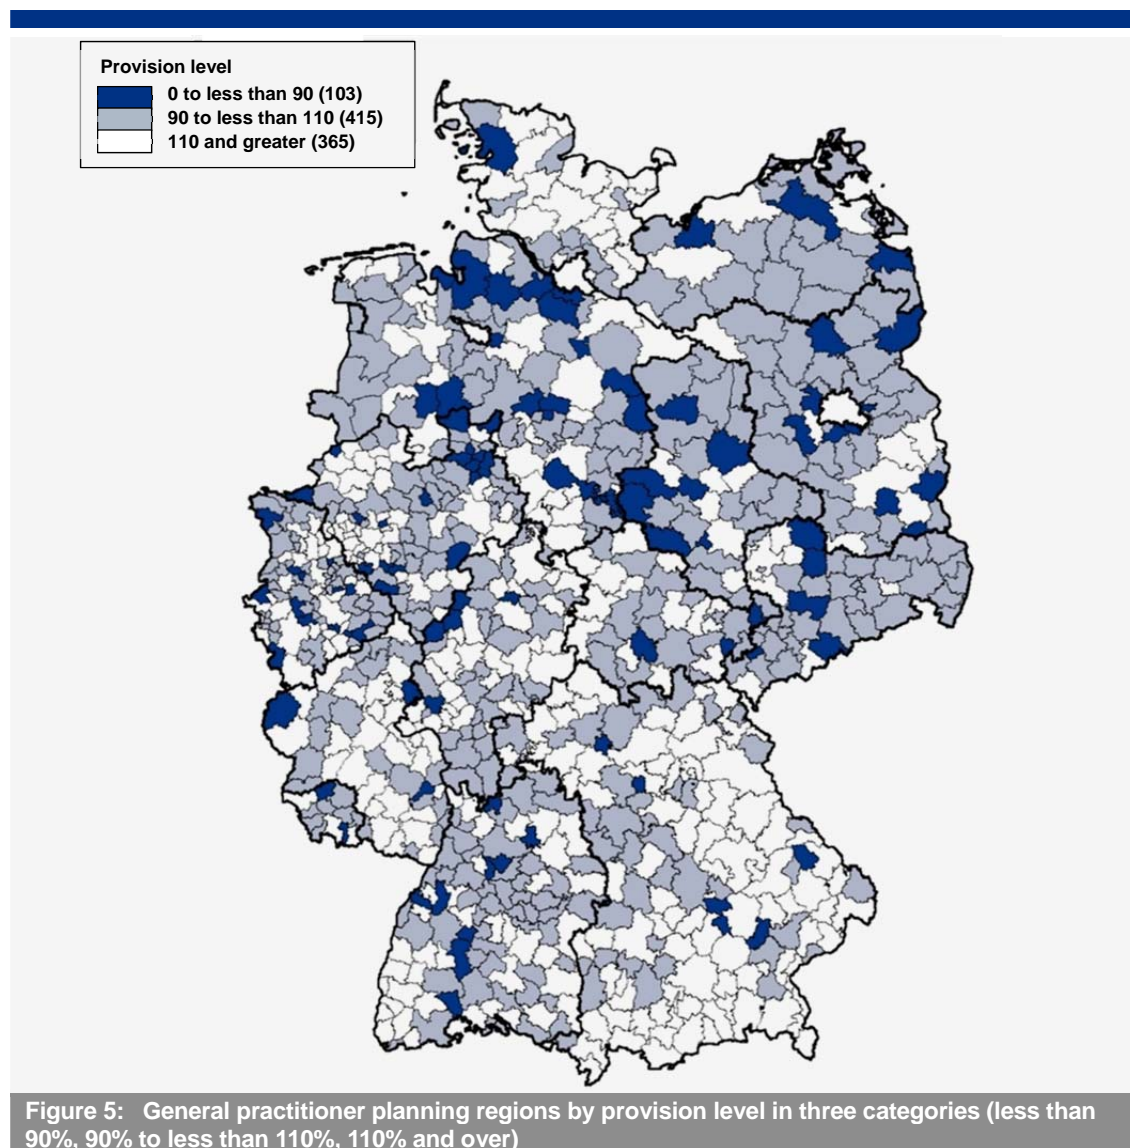 Provision level
0 to less than 90 (103)
90 to less than 110 (415)
110 and greater (365)
Figure 5: General practitioner planning regions by provision level in three categories (less than
90%, 90% to less than 110%, 110% and over)